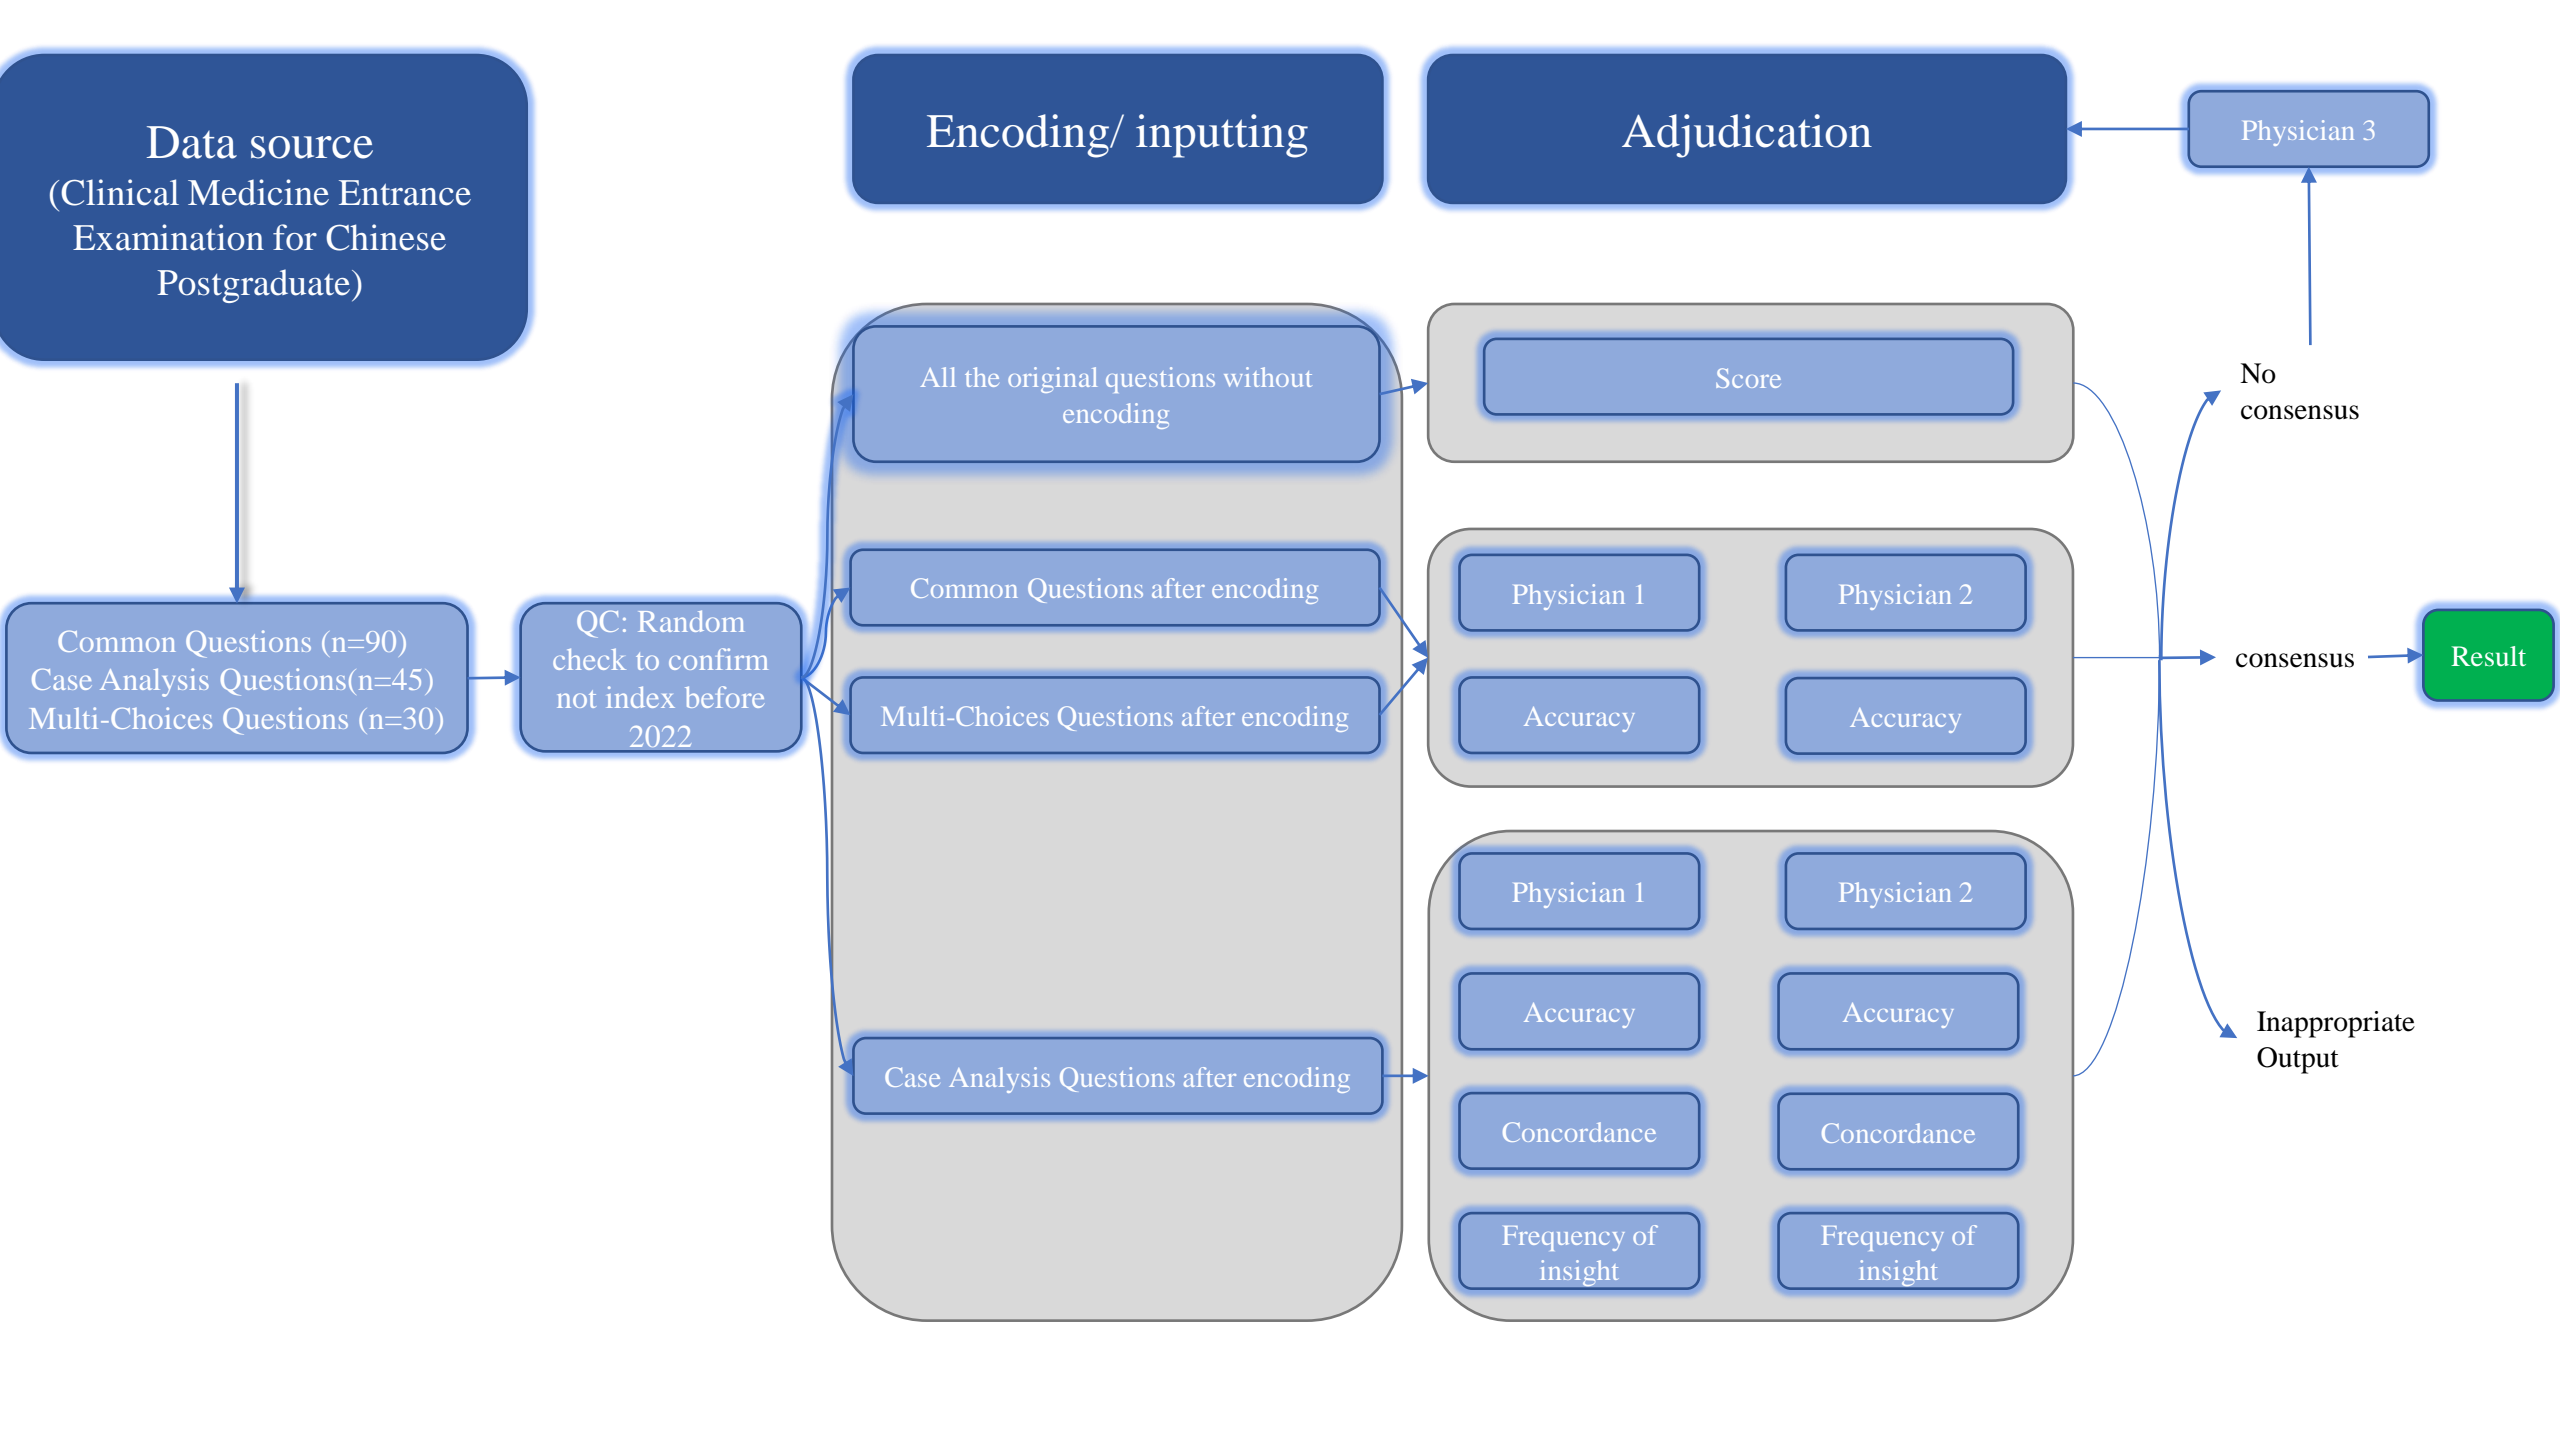 Data source
(Clinical Medicine Entrance
Examination for Chinese
Postgraduate)
Encoding/ inputting
Adjudication
Physician 3
Common Questions (n=90)
Case Analysis Questions(n=45)
Multi-Choices Questions (n=30)
QC: Random
check to confirm
not index before
2022
All the original questions without
encoding
Common Questions after encoding
Multi-Choices Questions after encoding
Case Analysis Questions after encoding
Score
Physician 1
Physician 2
Accuracy
Accuracy
Physician 1
Physician 2
Accuracy
Accuracy
Concordance
Concordance
Frequency of
insight
Frequency of
insight
No
consensus
consensus
Result
Inappropriate
Output